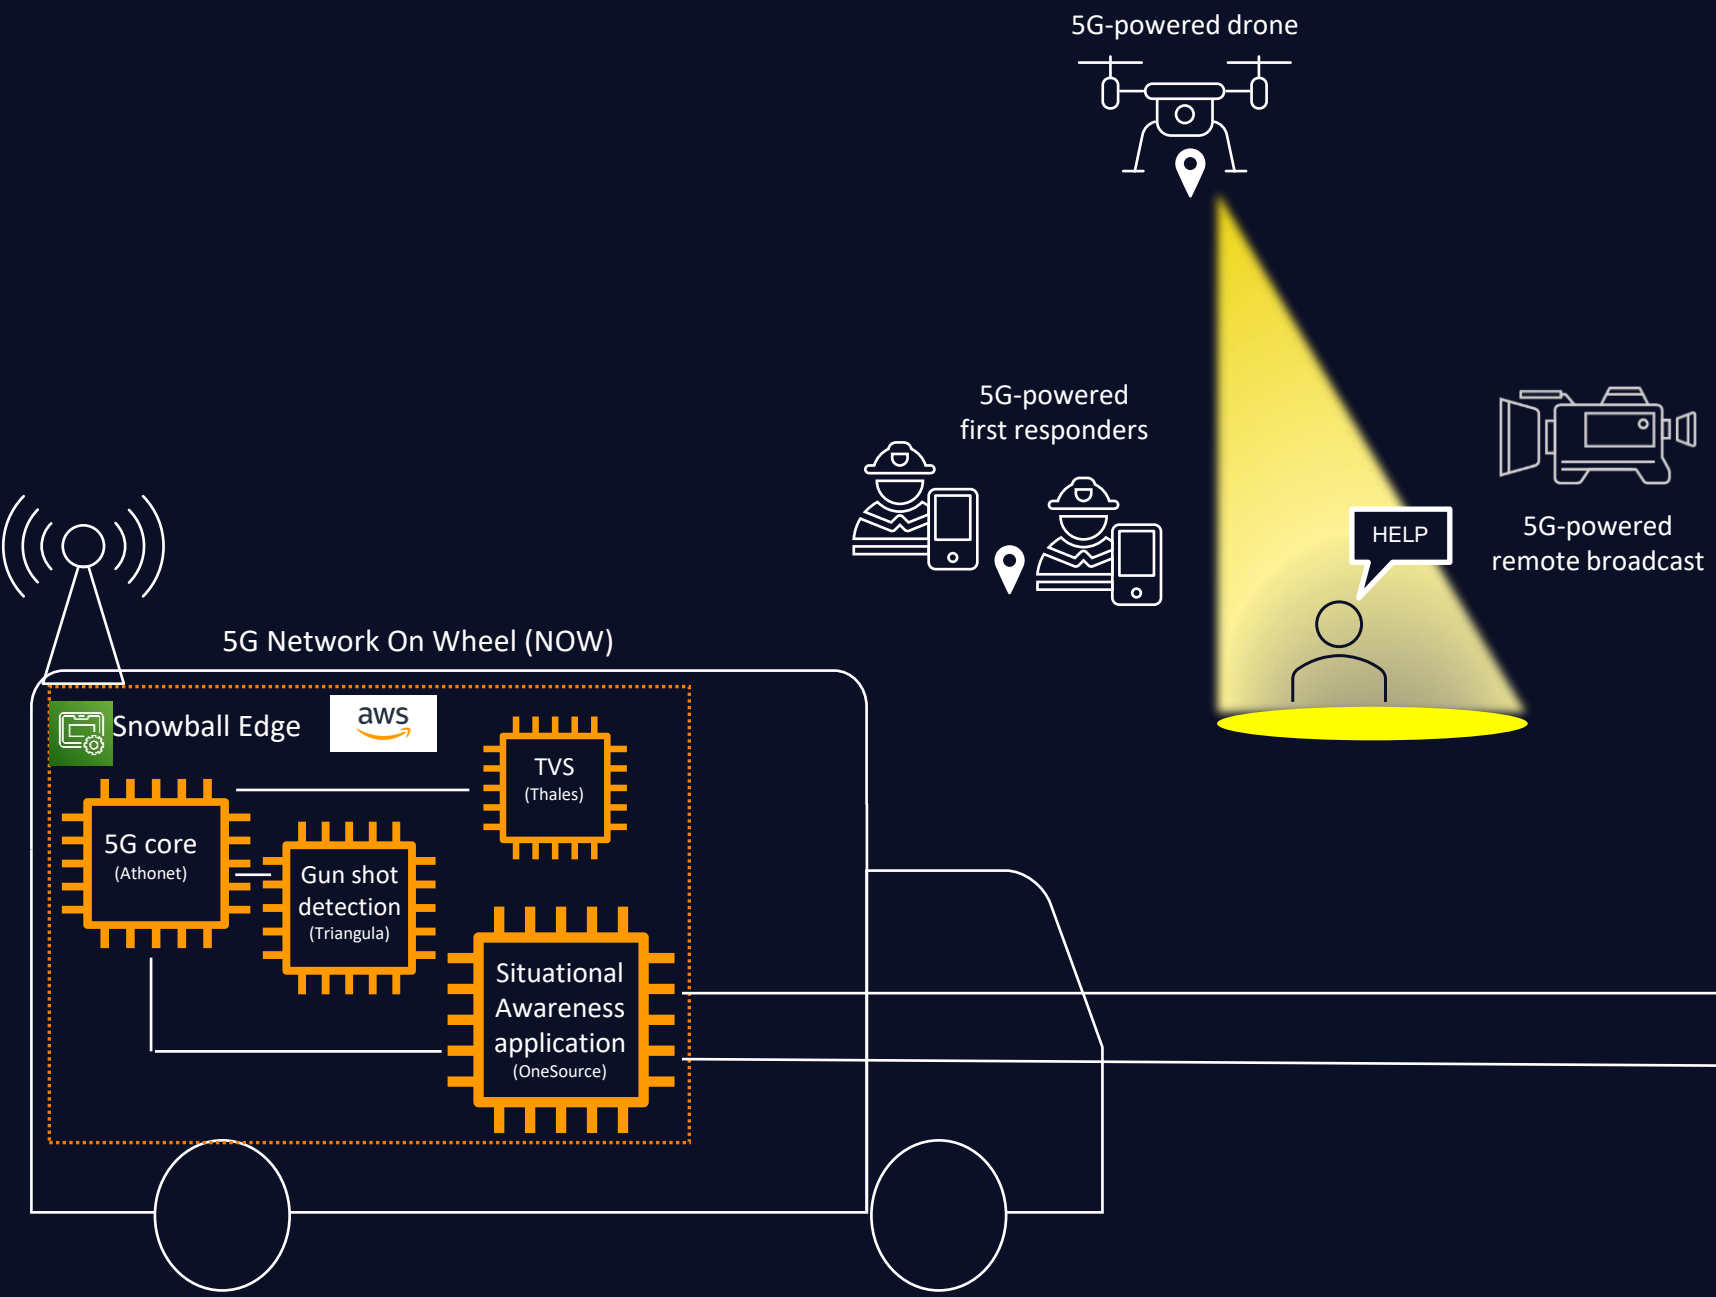 5G-powered drone
5G-powered
first responders
HELP
5G-powered
remote broadcast
5G Network On Wheel (NOW)
Snowball Edge
aws
TVS
(Thales)
5G core
(Athonet)
Gun shot
detection
(Triangula)
Situational
Awareness
application
(OneSource)